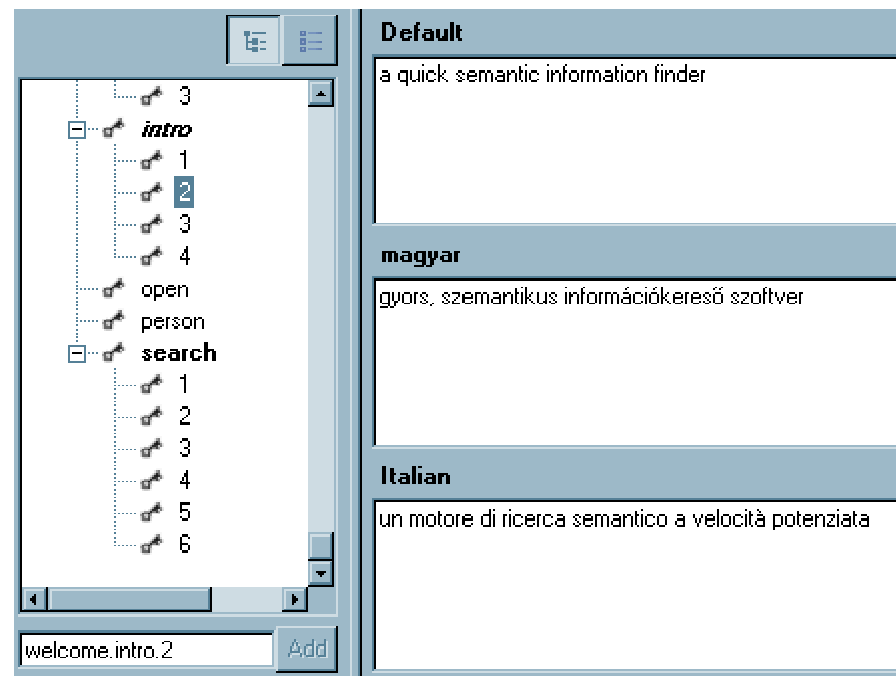 3
intro
1
2
3
4
open
person
search
1
2
3
4
5
6
welcome.intro.2
Add
Default
a quick semantic information finder
magyar
gyors, szemantikus információkereső szoftver
Italian
un motore di ricerca semantico a velocità potenziata